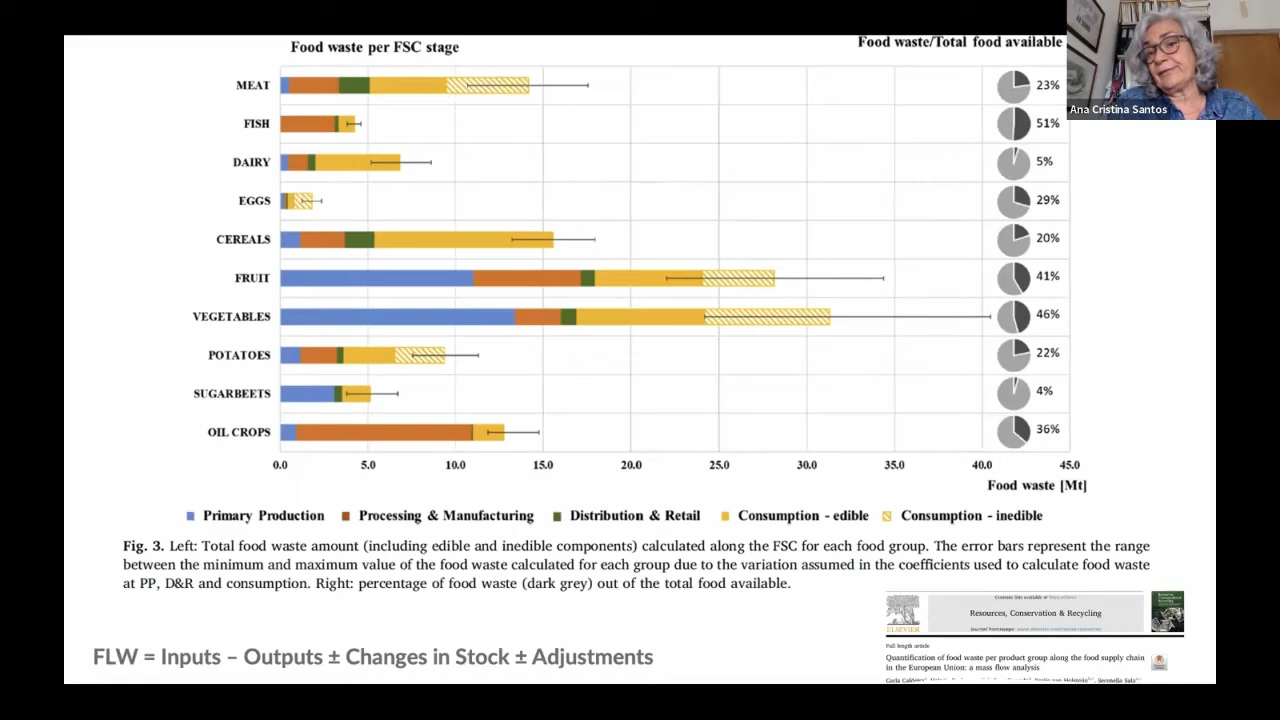 Food waste per FSC stage
Food waste/Total food available
Ana Cristina Santos
MEAT 23%
FISH 51%
DAIRY 5%
EGGS 29%
CEREALS 20%
FRUIT 41%
VEGETABLES 46%
POTATOES 22%
SUGARBEETS 4%
OIL CROPS 36%
0.0 5.0 10.0 15.0 20.0 25.0 30.0 35.0 40.0 45.0
Food waste [Mt]
Primary Production Processing & Manufacturing Distribution & Retail Consumption - edible Consumption - inedible
Fig. 3. Left: Total food waste amount (including edible and inedible components) calculated along the FSC for each food group. The error bars represent the range
between the minimum and maximum value of the food waste calculated for each group due to the variation assumed in the coefficients used to calculate food waste
at PP, D&R and consumption. Right: percentage of food waste (dark grey) out of the total food available.
Resources, Conservation & Recycling
ELSEVIER
Full length article
FLW = Inputs – Outputs ± Changes in Stock ± Adjustments
Quantification of food waste per product group along the food supply chain
in the European Union: a mass flow analysis